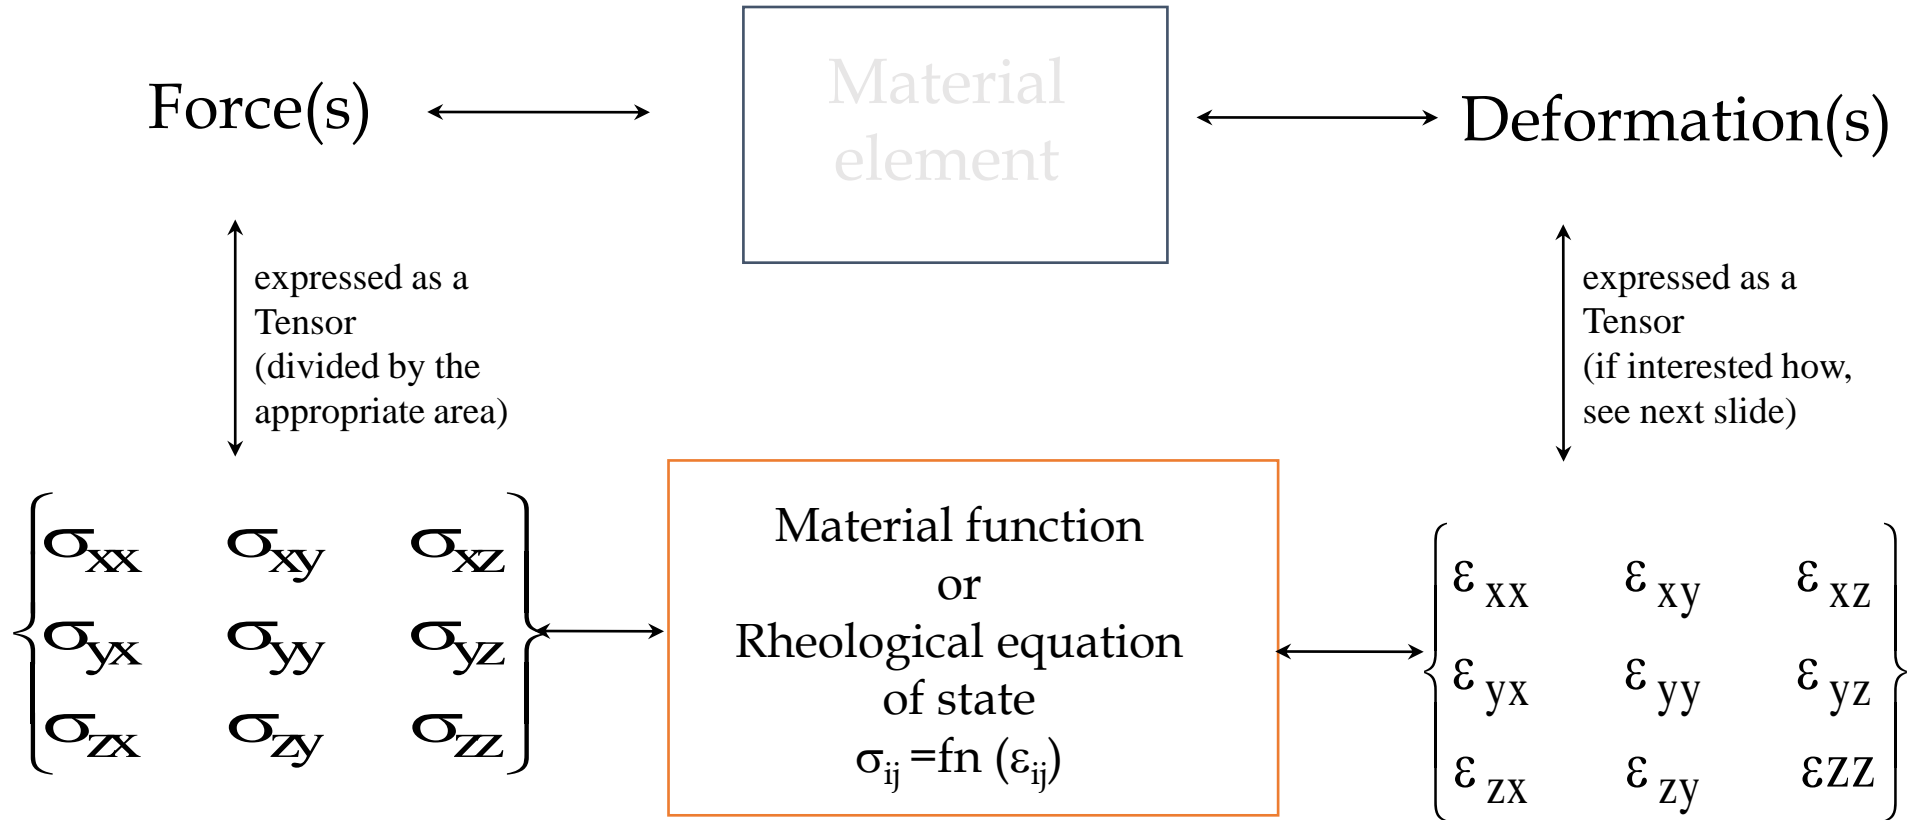 Force(s)
Material
element
Deformation(s)
expressed as a
Tensor
(divided by the
appropriate area)
expressed as a
Tensor
(if interested how,
see next slide)
σxx σxy σxz
σyx σyy σyz
σzx σzy σzz
Material function
or
Rheological equation
of state
σij =fn (εij)
ε xx ε xy ε xz
ε yx ε yy ε yz
ε zx ε zy εzz